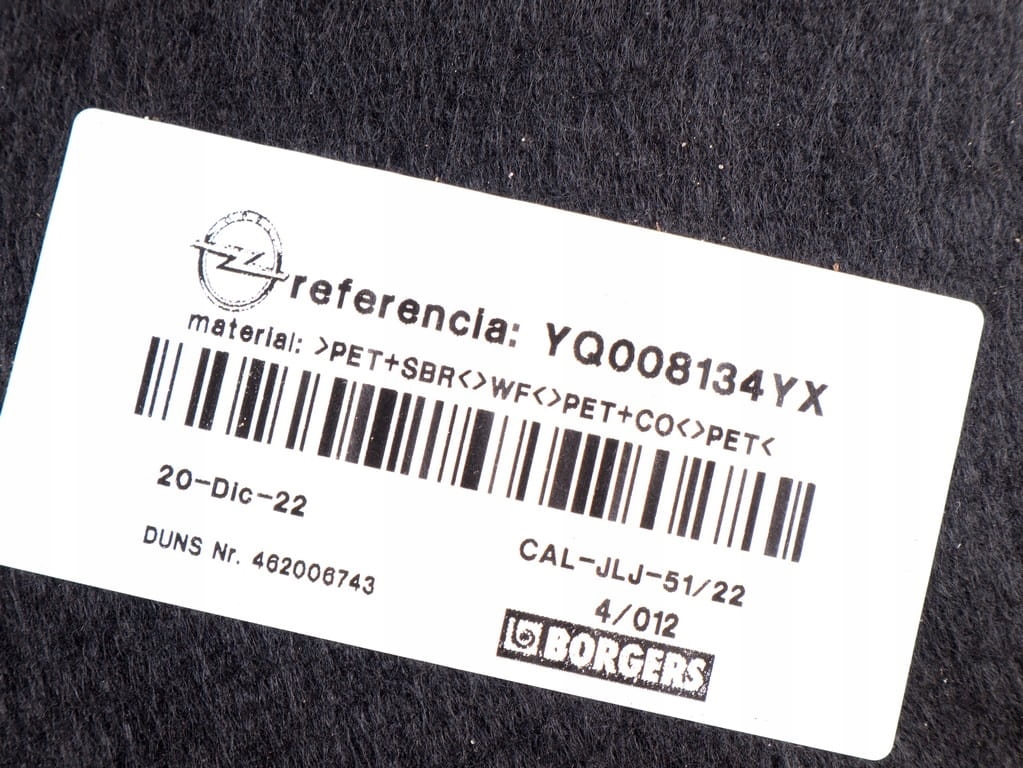 referencia: YQ008134YX
material: >PET+SBR<>WF<>PET+CO<>PET<
20-Dic-22
CAL-JLJ-51/22
DUNS Nr. 462006743
4/012
BORGERS